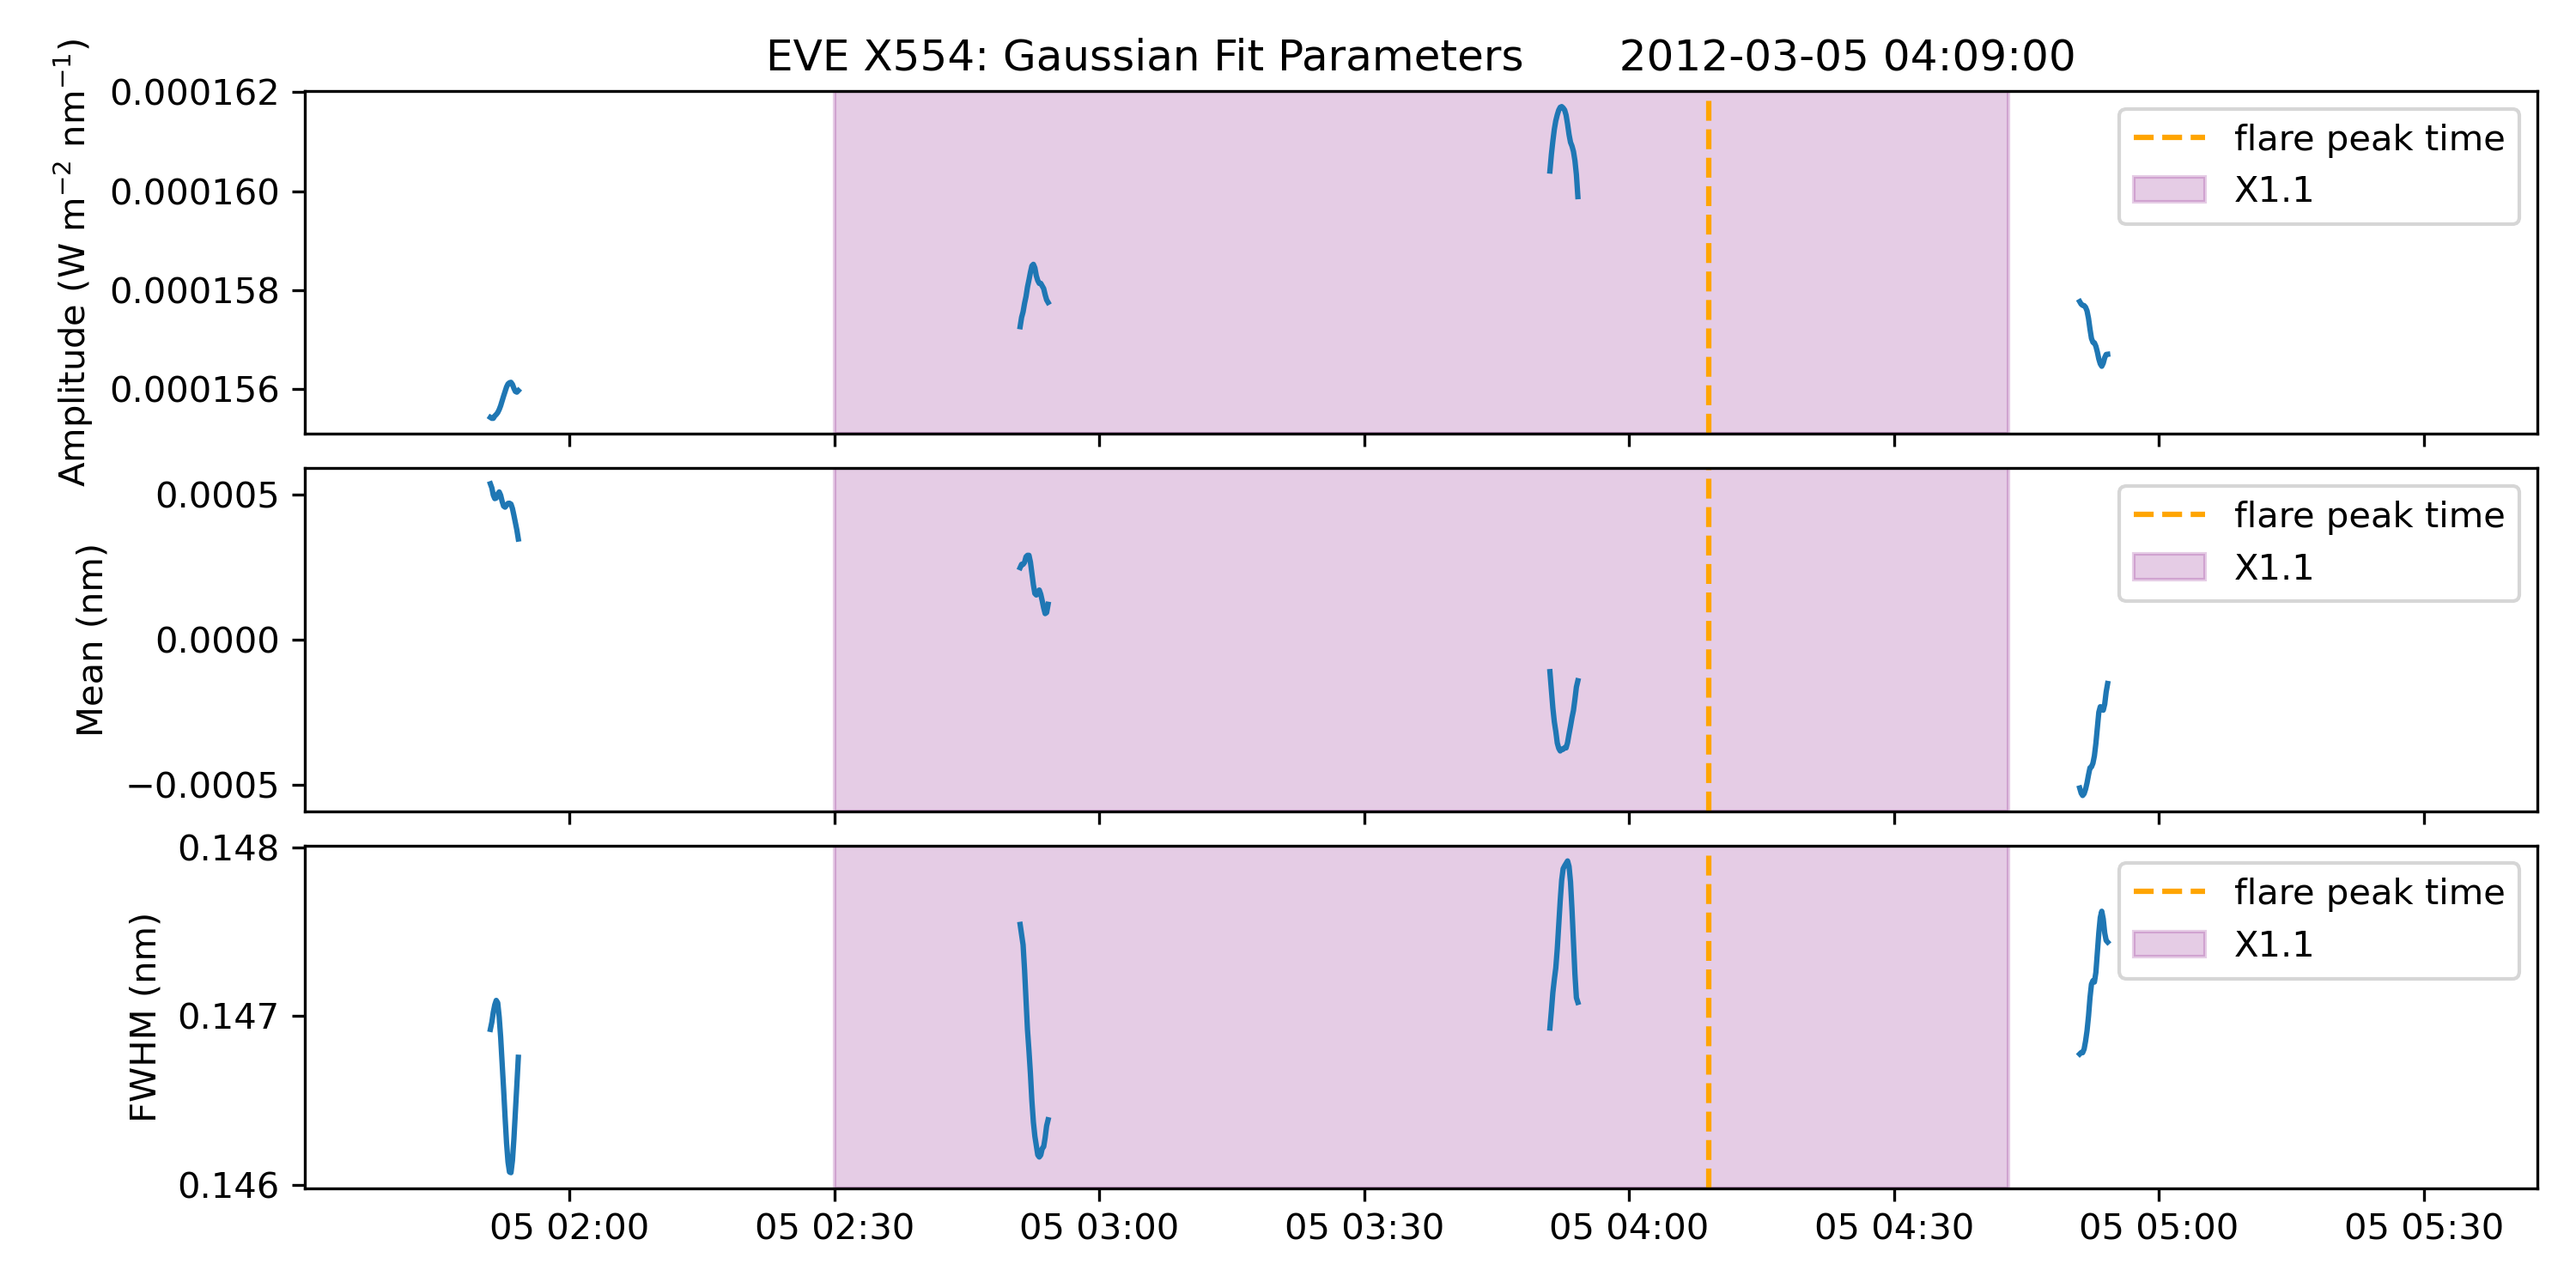 EVE X554: Gaussian Fit Parameters 2012-03-05 04:09:00
Amplitude (W m⁻² nm⁻¹)
0.000162
0.000160
0.000158
0.000156
flare peak time
X1.1
Mean (nm)
0.0005
0.0000
−0.0005
flare peak time
X1.1
FWHM (nm)
0.148
0.147
0.146
flare peak time
X1.1
05 02:00 05 02:30 05 03:00 05 03:30 05 04:00 05 04:30 05 05:00 05 05:30